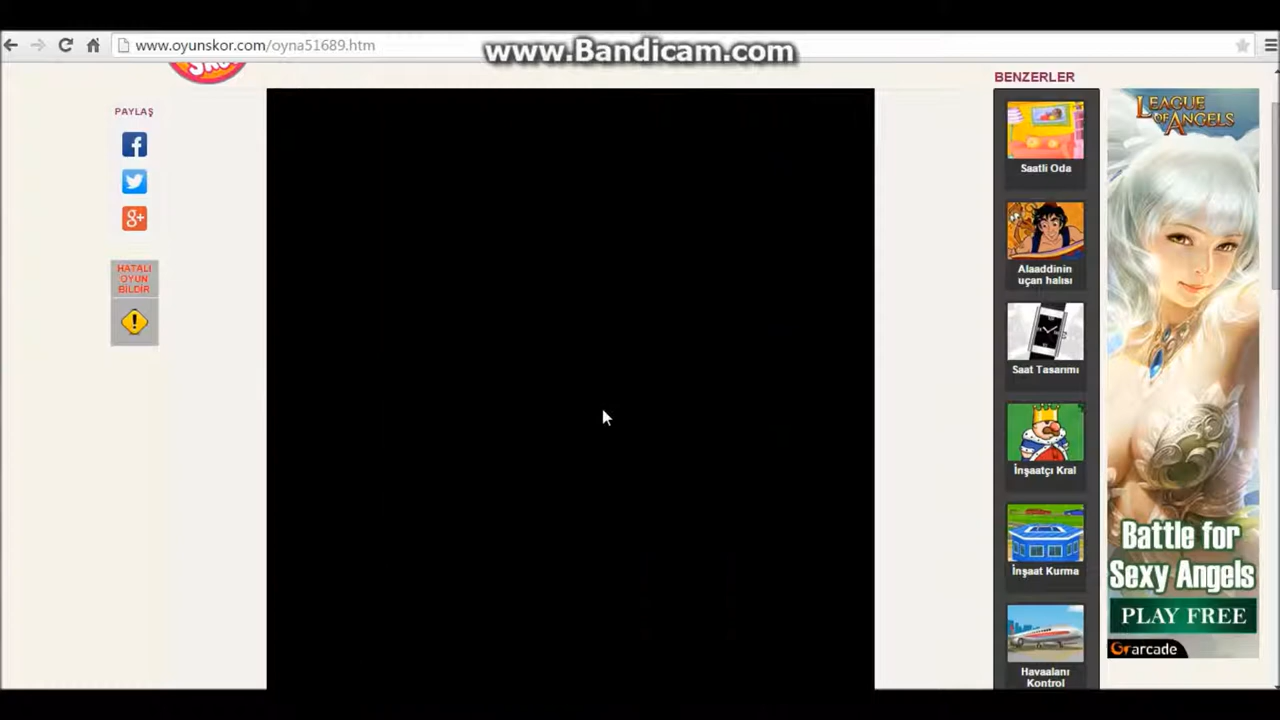 www.oyunskor.com/oyna51689.htm
www.Bandicam.com
BENZERLER
PAYLAŞ
HATALI
OYUN
BİLDİR
Saatli Oda
Alaaddinin
uçan halısı
Saat Tasarımı
İnşaatçı Kral
İnşaat Kurma
Havaalanı
Kontrol
LEAGUE
OF ANGELS
Battle for
Sexy Angels
PLAY FREE
G7arcade